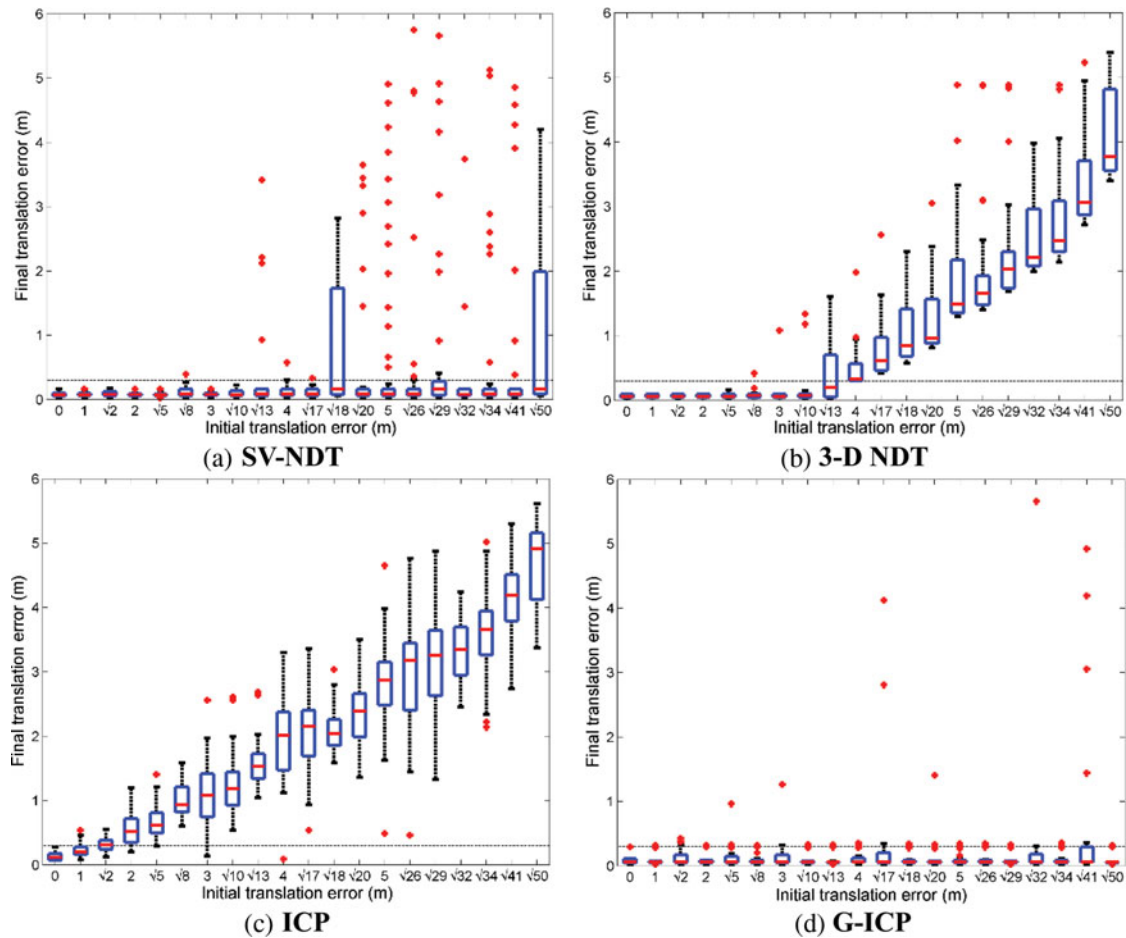 6
5
4
3
2
1
0
Final translation error (m)
0 1 √2 2 √5 √8 3 √10 √13 4 √17 √18 √20 5 √26 √29 √32 √34 √41 √50
Initial translation error (m)
(a) SV-NDT
6
5
4
3
2
1
0
Final translation error (m)
0 1 √2 2 √5 √8 3 √10 √13 4 √17 √18 √20 5 √26 √29 √32 √34 √41 √50
Initial translation error (m)
(b) 3-D NDT
6
5
4
3
2
1
0
Final translation error (m)
0 1 √2 2 √5 √8 3 √10 √13 4 √17 √18 √20 5 √26 √29 √32 √34 √41 √50
Initial translation error (m)
(c) ICP
6
5
4
3
2
1
0
Final translation error (m)
0 1 √2 2 √5 √8 3 √10 √13 4 √17 √18 √20 5 √26 √29 √32 √34 √41 √50
Initial translation error (m)
(d) G-ICP